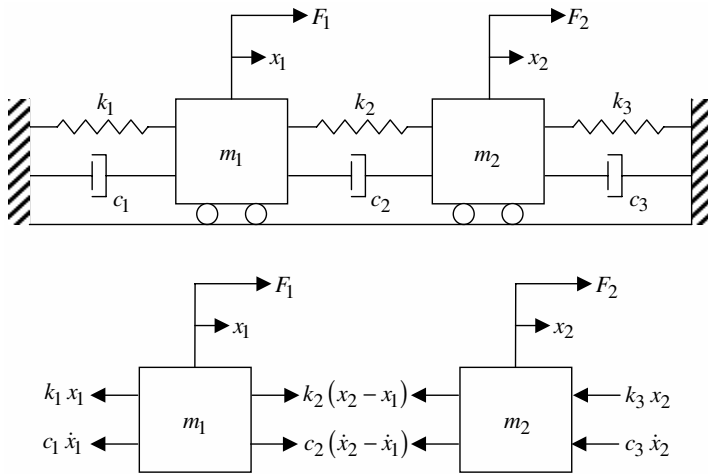 F₁ F₂
x₁ x₂
k₁ k₂ k₃
m₁ m₂
c₁ c₂ c₃
F₁ F₂
x₁ x₂
k₁ x₁ k₂ (x₂ − x₁) k₃ x₂
m₁ m₂
c₁ ẋ₁ c₂ (ẋ₂ − ẋ₁) c₃ ẋ₂